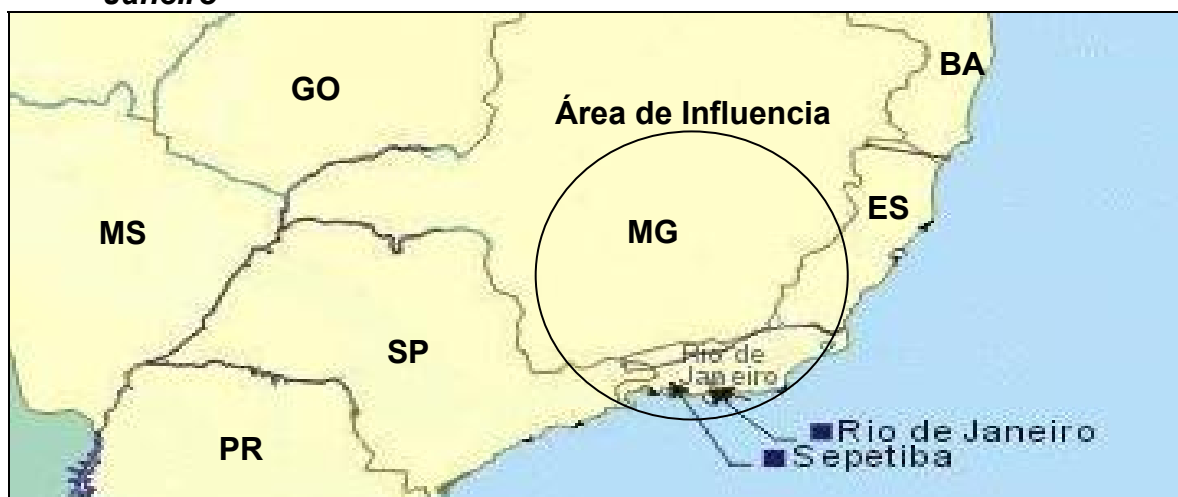 Janeiro
GO
BA
Área de Influencia
MS
MG
ES
SP
Rio de
Janeiro
PR
Rio de Janeiro
Sepetiba